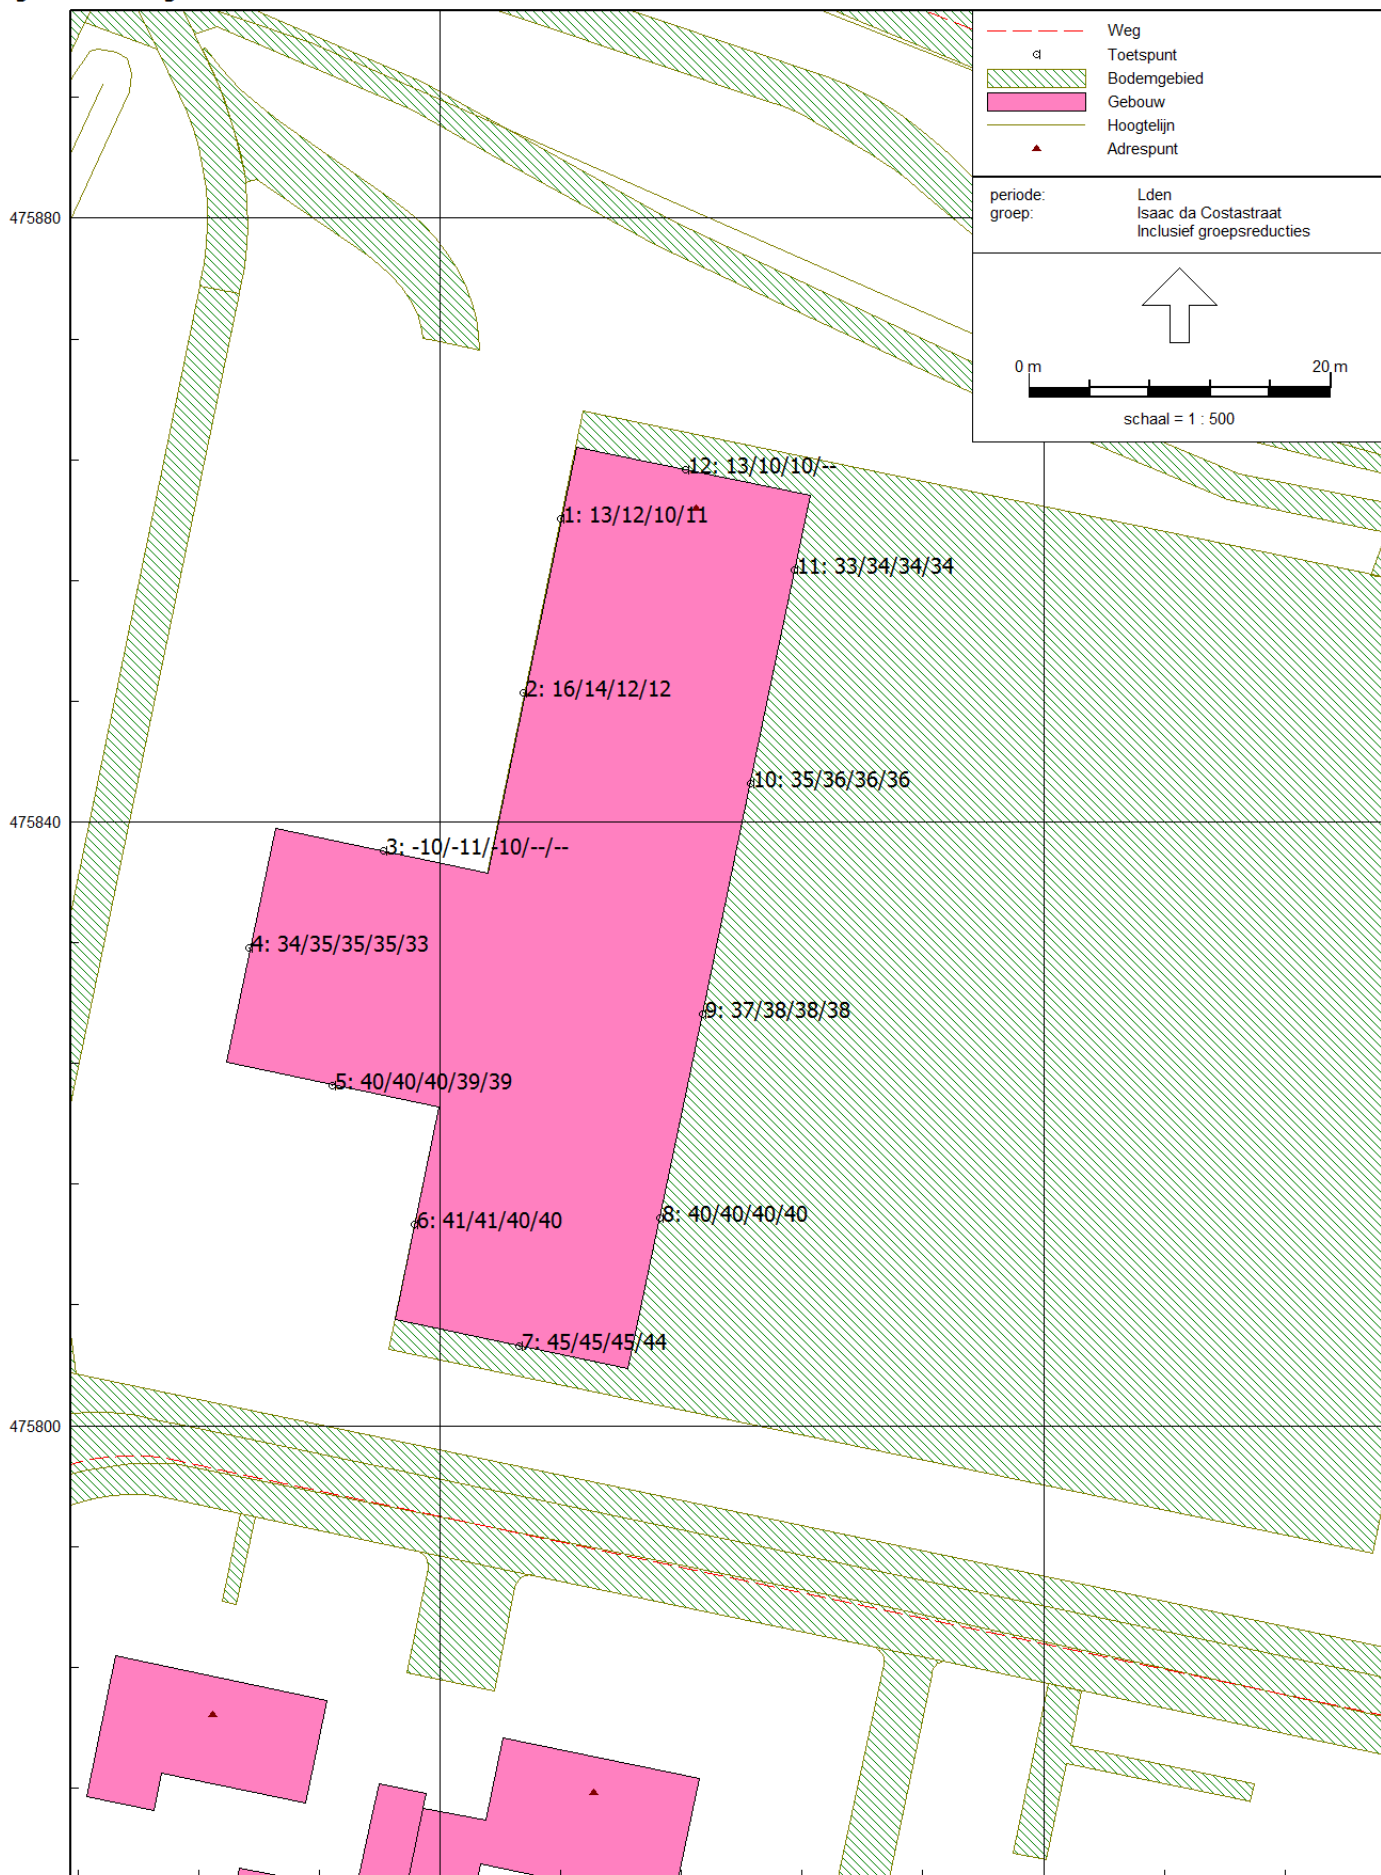 Weg
Toetspunt
Bodemgebied
Gebouw
Hoogtelijn
Adrespunt
periode: Lden
groep: Isaac da Costastraat
Inclusief groepsreducties
0 m 20 m
schaal = 1 : 500
475880
12: 13/10/10/--
1: 13/12/10/11
11: 33/34/34/34
2: 16/14/12/12
10: 35/36/36/36
475840
3: -10/-11/-10/--/--
4: 34/35/35/35/33
9: 37/38/38/38
5: 40/40/40/39/39
8: 40/40/40/40
6: 41/41/40/40
7: 45/45/45/44
475800